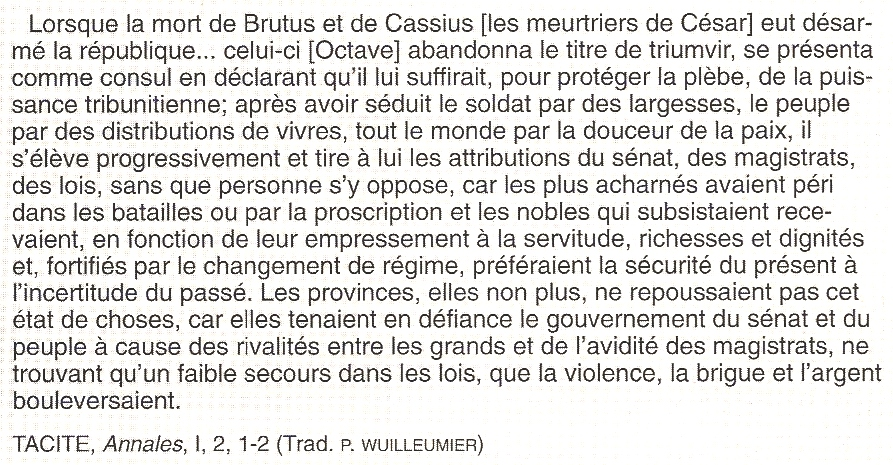 Lorsque la mort de Brutus et de Cassius [les meurtriers de César] eut désar-
mé la république... celui-ci [Octave] abandonna le titre de triumvir, se présenta
comme consul en déclarant qu'il lui suffirait, pour protéger la plèbe, de la puis-
sance tribunitienne; après avoir séduit le soldat par des largesses, le peuple
par des distributions de vivres, tout le monde par la douceur de la paix, il
s'élève progressivement et tire à lui les attributions du sénat, des magistrats,
des lois, sans que personne s'y oppose, car les plus acharnés avaient péri
dans les batailles ou par la proscription et les nobles qui subsistaient rece-
vaient, en fonction de leur empressement à la servitude, richesses et dignités
et, fortifiés par le changement de régime, préféraient la sécurité du présent à
l'incertitude du passé. Les provinces, elles non plus, ne repoussaient pas cet
état de choses, car elles tenaient en défiance le gouvernement du sénat et du
peuple à cause des rivalités entre les grands et de l'avidité des magistrats, ne
trouvant qu'un faible secours dans les lois, que la violence, la brigue et l'argent
bouleversaient.
TACITE, Annales, I, 2, 1-2 (Trad. P. WUILLEUMIER)